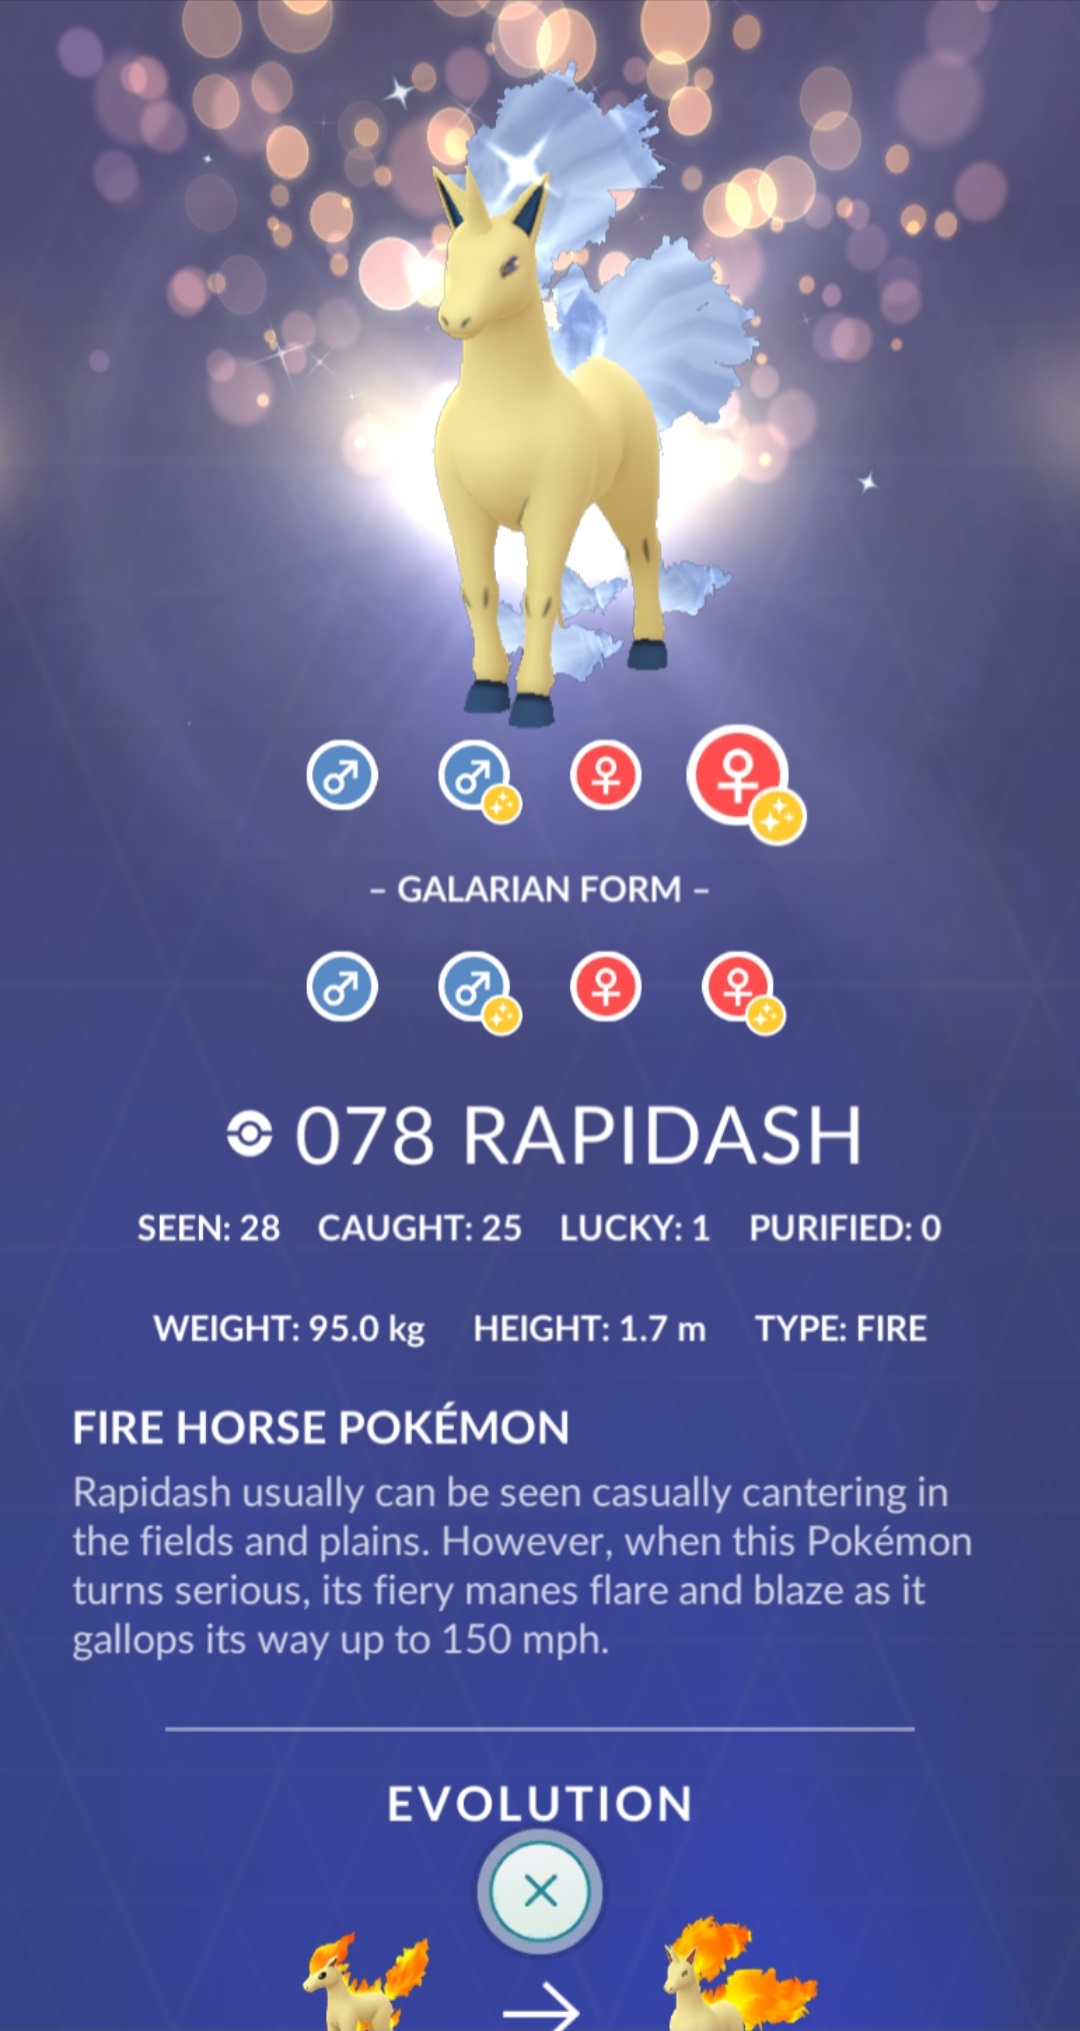 – GALARIAN FORM –
078 RAPIDASH
SEEN: 28 CAUGHT: 25 LUCKY: 1 PURIFIED: 0
WEIGHT: 95.0 kg HEIGHT: 1.7 m TYPE: FIRE
FIRE HORSE POKÉMON
Rapidash usually can be seen casually cantering in
the fields and plains. However, when this Pokémon
turns serious, its fiery manes flare and blaze as it
gallops its way up to 150 mph.
EVOLUTION